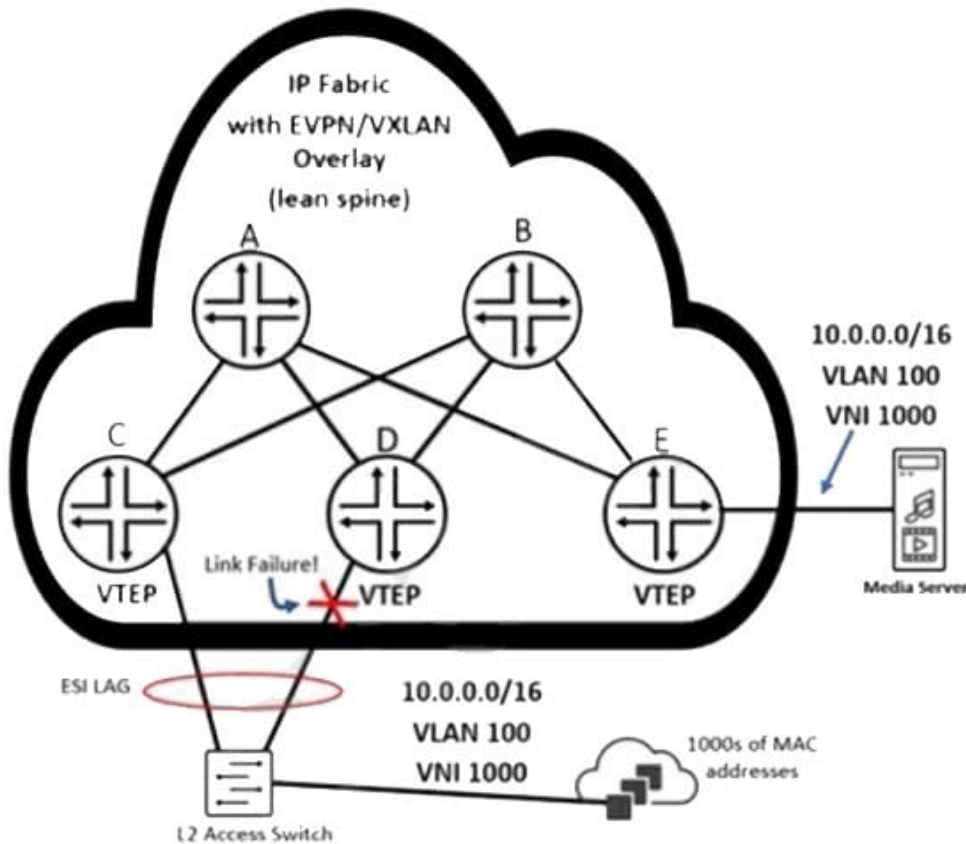 IP Fabric
with EVPN/VXLAN
Overlay
(lean spine)
A
B
10.0.0.0/16
VLAN 100
VNI 1000
C
D
E
Link Failure!
VTEP
VTEP
VTEP
Media Server
ESI LAG
10.0.0.0/16
VLAN 100
VNI 1000
1000s of MAC
addresses
L2 Access Switch